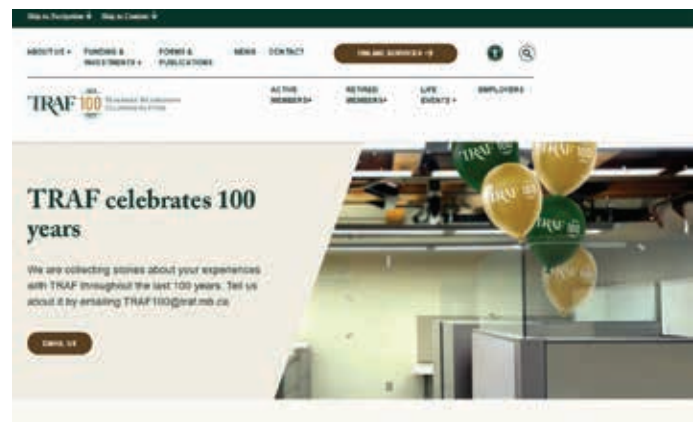 Skip to Navigation Skip to Content
ABOUT US FUNDING & INVESTMENTS FORMS & PUBLICATIONS NEWS CONTACT ONLINE SERVICES
TRAF 100
ACTIVE MEMBERS RETIRED MEMBERS LIFE EVENTS EMPLOYERS
TRAF celebrates 100
years
We are collecting stories about your experiences
with TRAF throughout the last 100 years. Tell us
about it by emailing TRAF100@traf.mb.ca
EMAIL US
TRAF
TRAF 100
TRAF 100